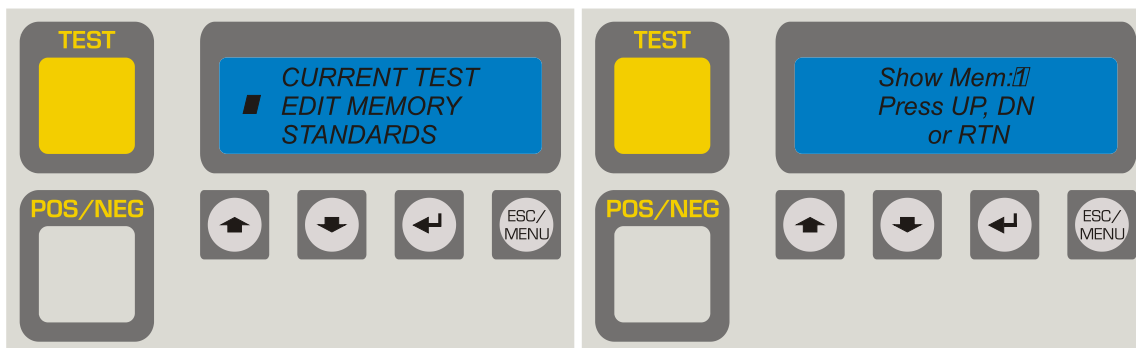 TEST
CURRENT TEST
EDIT MEMORY
STANDARDS
POS/NEG
ESC/
MENU
TEST
Show Mem:1
Press UP, DN
or RTN
POS/NEG
ESC/
MENU